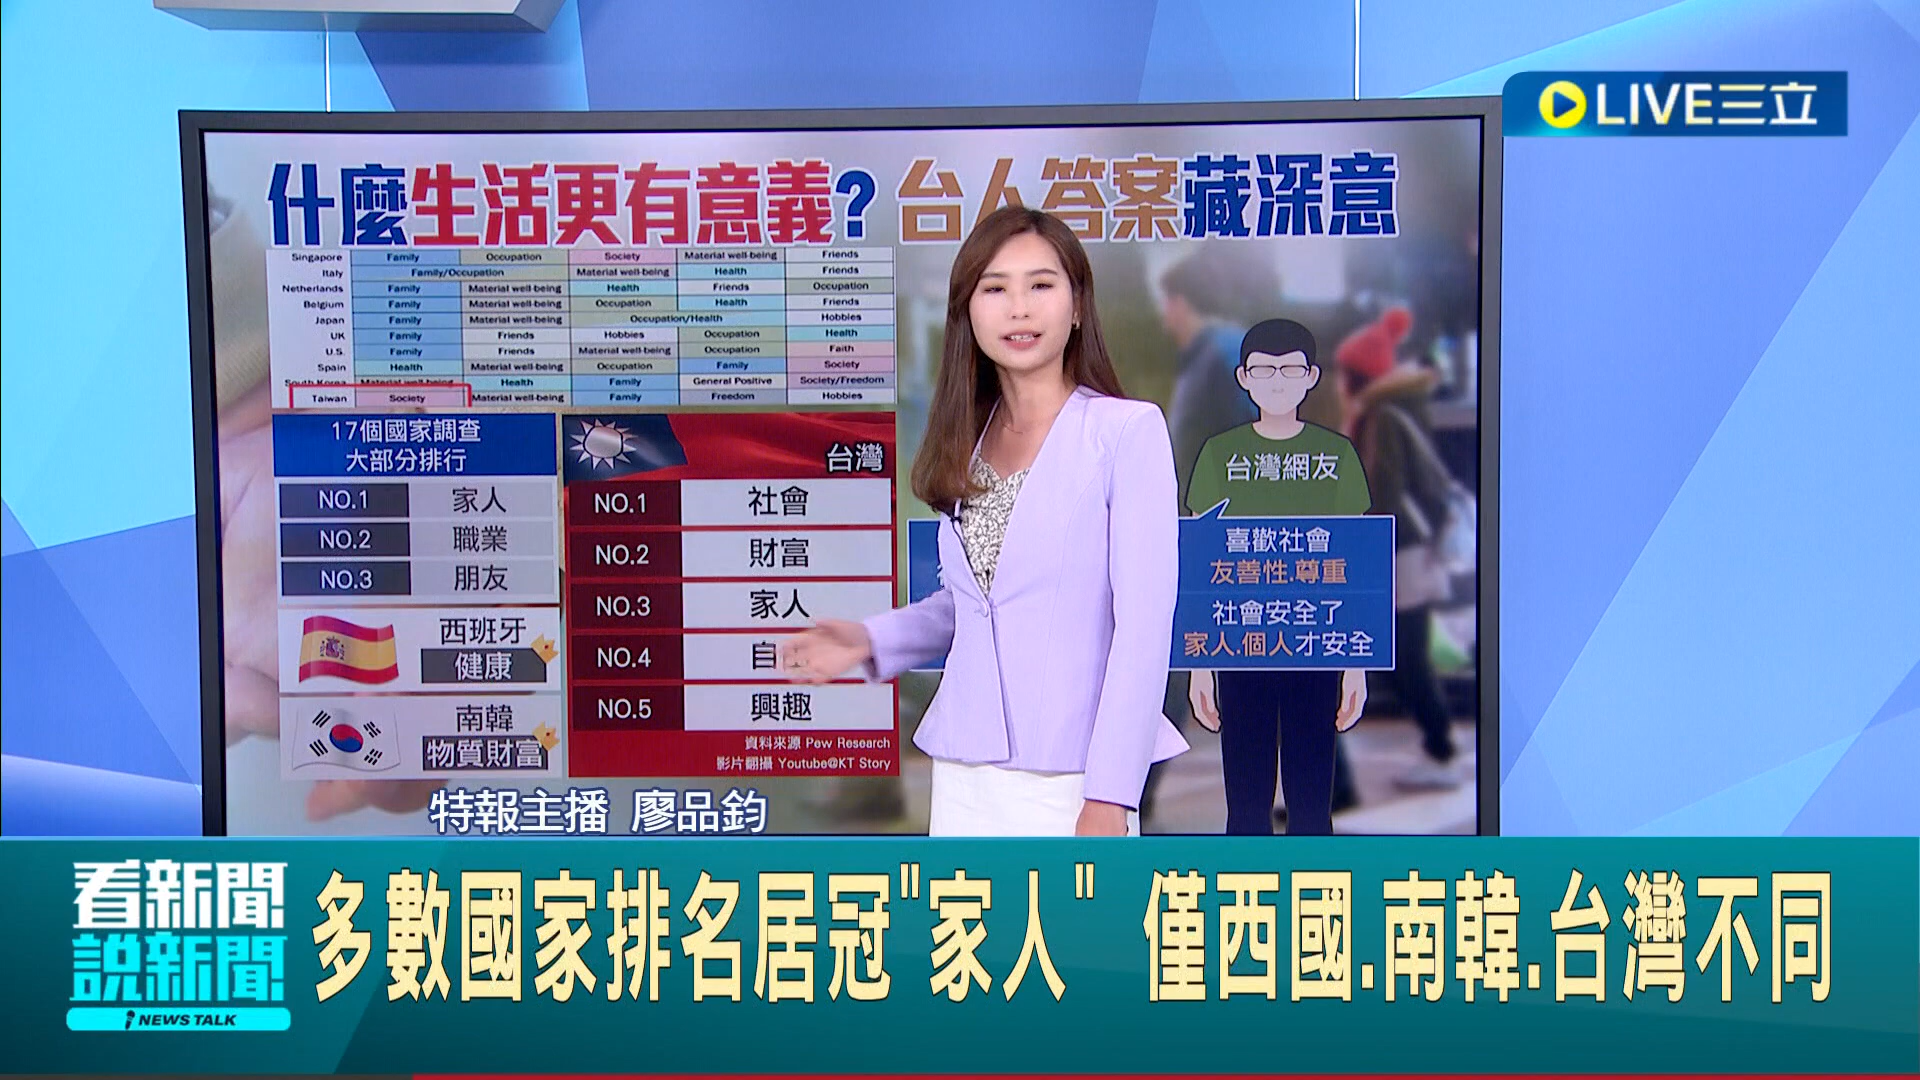 LIVE三立
什麼生活更有意義? 台人答案藏深意
Singapore Family Occupation Society Material well-being Friends
Italy Family/Occupation Material well-being Health Friends
Netherlands Family Material well-being Health Friends Occupation
Belgium Family Material well-being Occupation Health Friends
Japan Family Material well-being Occupation/Health Hobbies
UK Family Friends Hobbies Occupation Health
U.S. Family Friends Material well-being Occupation Faith
Spain Health Material well-being Occupation Family Society
South Korea Material well-being Health Family General Positive Society/Freedom
Taiwan Society Material well-being Family Freedom Hobbies
17個國家調查
大部分排行
NO.1 家人
NO.2 職業
NO.3 朋友
西班牙
健康
南韓
物質財富
台灣
NO.1 社會
NO.2 財富
NO.3 家人
NO.4 自
NO.5 興趣
資料來源 Pew Research
影片翻攝 Youtube@KT Story
台灣網友
喜歡社會
友善性.尊重
社會安全了
家人.個人才安全
特報主播 廖品鈞
看新聞
說新聞
NEWS TALK
多數國家排名居冠"家人" 僅西國.南韓.台灣不同